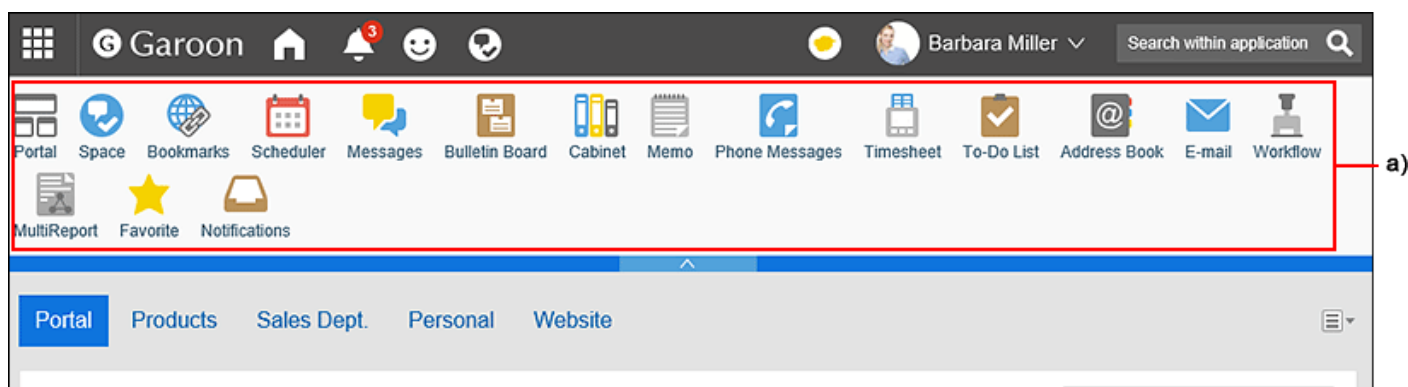 3
G Garoon Barbara Miller Search within application
Portal Space Bookmarks Scheduler Messages Bulletin Board Cabinet Memo Phone Messages Timesheet To-Do List Address Book E-mail Workflow
a)
MultiReport Favorite Notifications
Portal Products Sales Dept. Personal Website